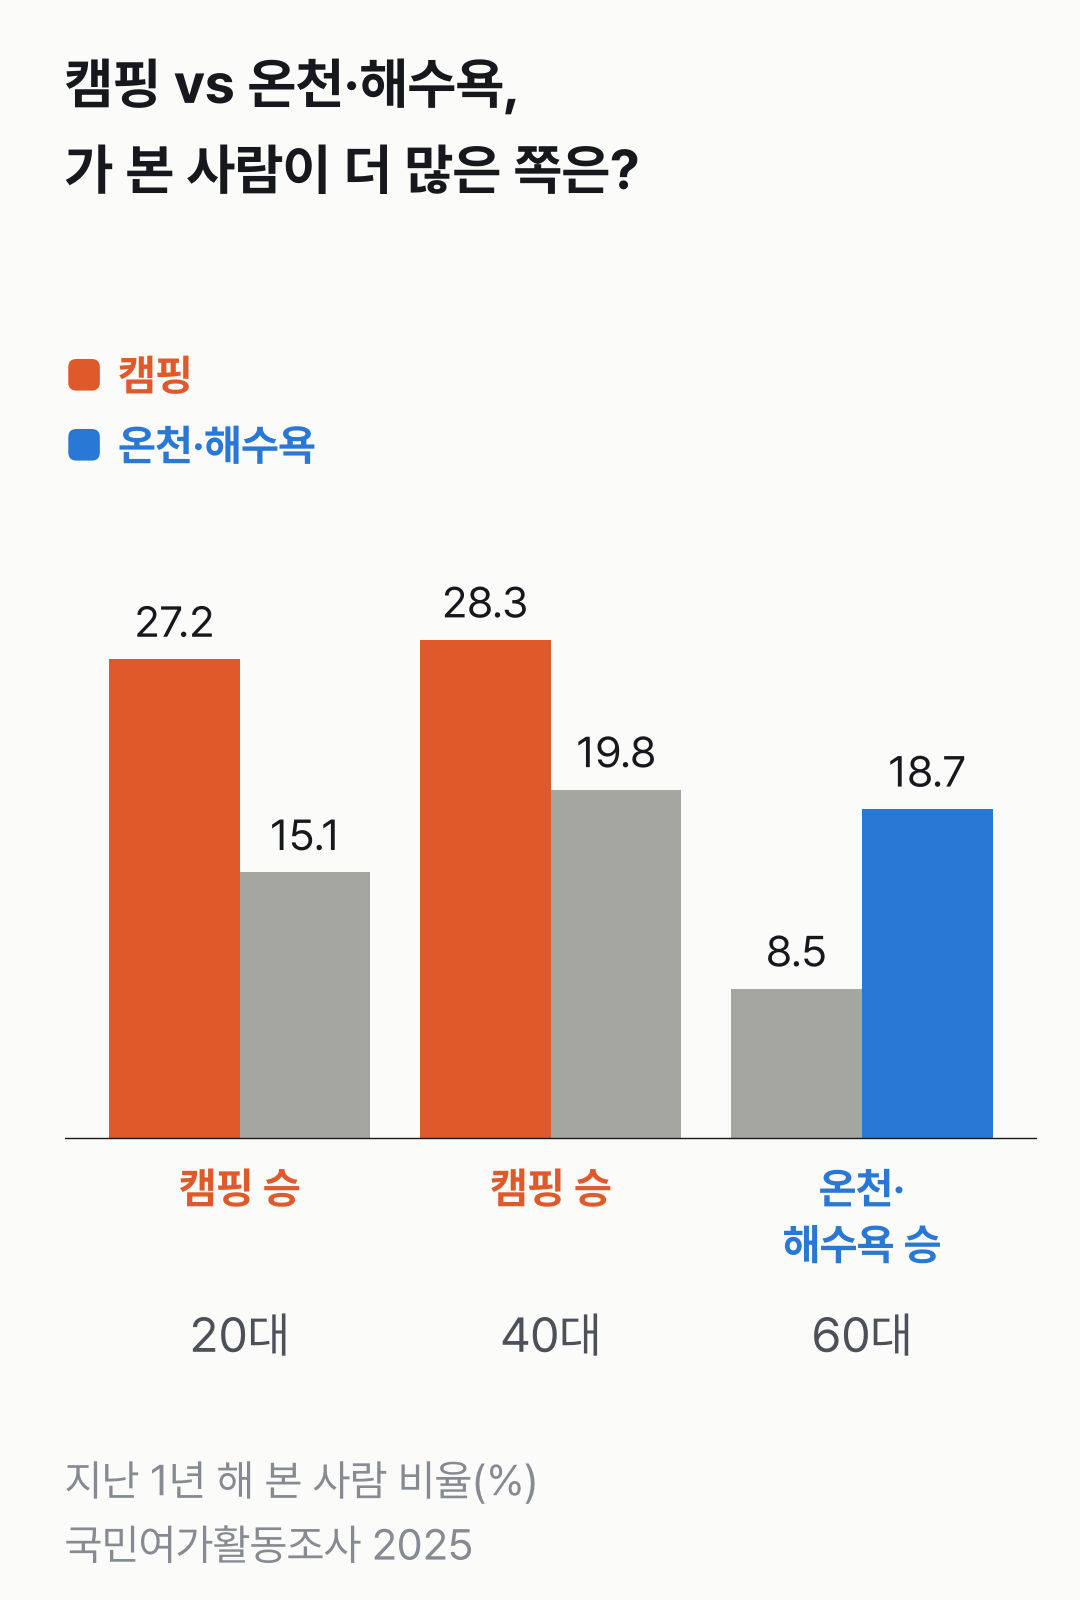 캠핑 vs 온천·해수욕,
가 본 사람이 더 많은 쪽은?
캠핑
온천·해수욕
27.2
15.1
28.3
19.8
8.5
18.7
캠핑 승
캠핑 승
온천·
해수욕 승
20대
40대
60대
지난 1년 해 본 사람 비율(%)
국민여가활동조사 2025